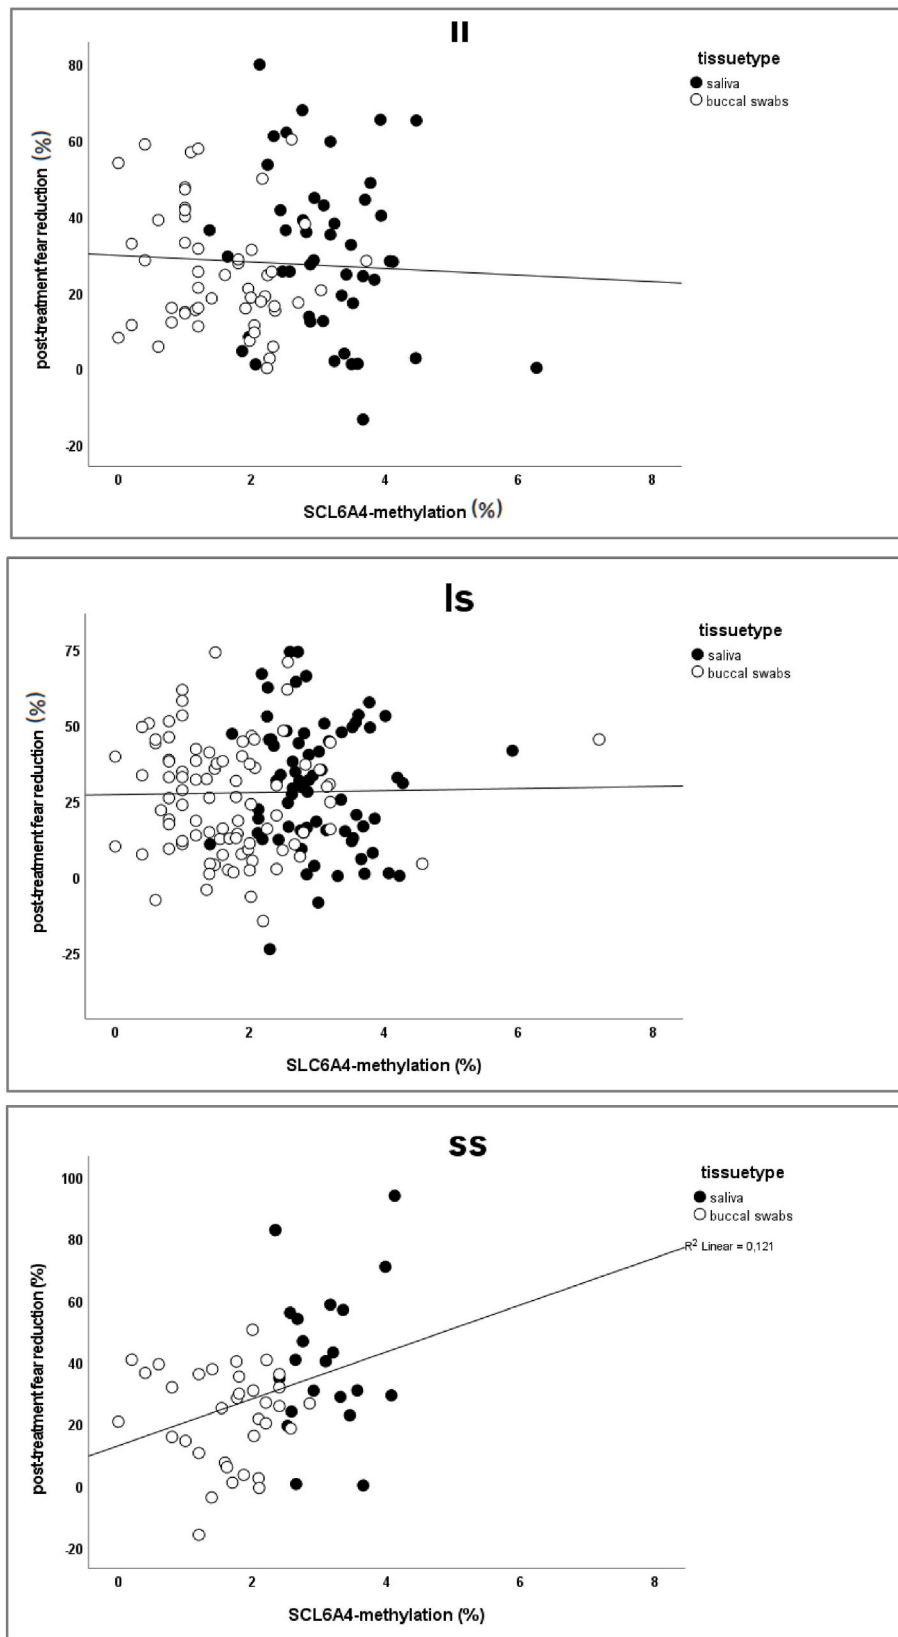 ll
tissuetype
saliva
buccal swabs
80
60
40
20
0
-20
post-treatment fear reduction (%)
0 2 4 6 8
SCL6A4-methylation (%)
ls
tissuetype
saliva
buccal swabs
75
50
25
0
-25
post-treatment fear reduction (%)
0 2 4 6 8
SLC6A4-methylation (%)
ss
tissuetype
saliva
buccal swabs
R² Linear = 0,121
100
80
60
40
20
0
-20
post-treatment fear reduction (%)
0 2 4 6 8
SCL6A4-methylation (%)